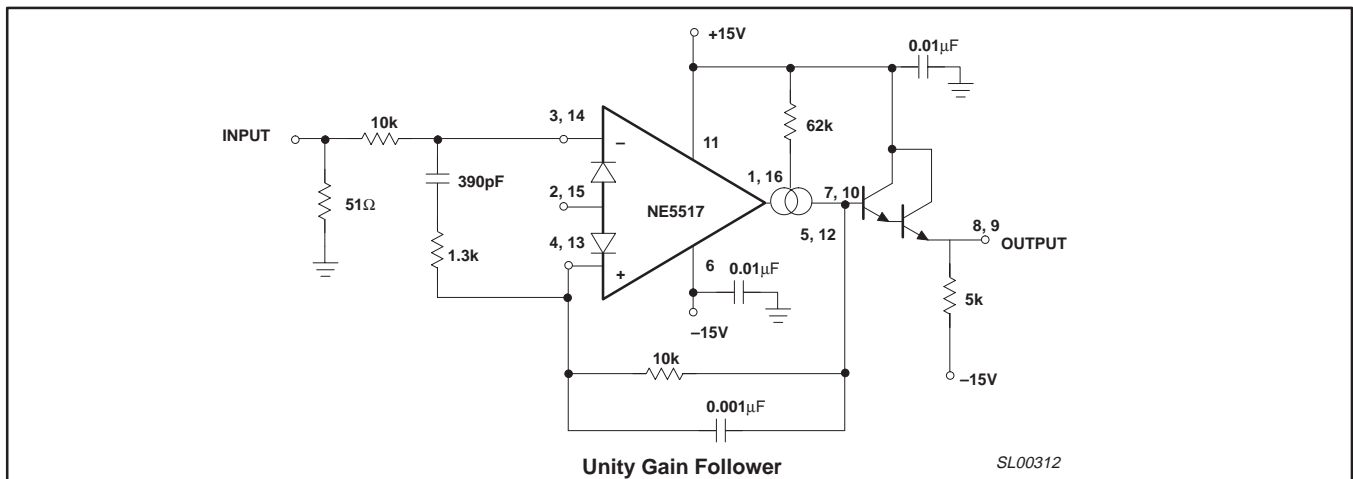 +15V
0.01μF
10k
3, 14
62k
INPUT
–
11
390pF
1, 16
2, 15
7, 10
51Ω
NE5517
8, 9
4, 13
5, 12
OUTPUT
1.3k
6
0.01μF
+
5k
–15V
10k
–15V
0.001μF
Unity Gain Follower
SL00312